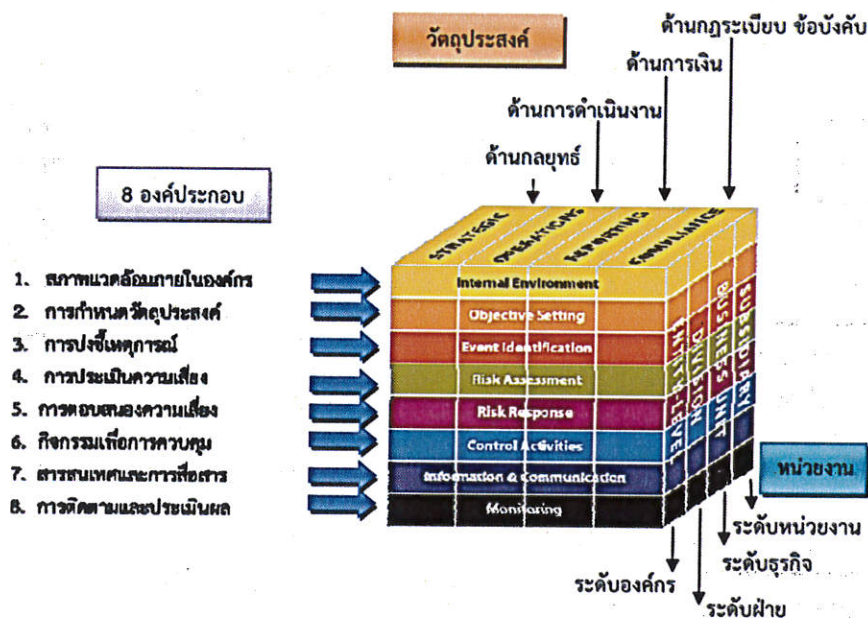 วัตถุประสงค์
ด้านกฎระเบียบ ข้อบังคับ
ด้านการเงิน
ด้านการดำเนินงาน
ด้านกลยุทธ์
8 องค์ประกอบ
STRATEGIC
OPERATIONS
REPORTING
COMPLIANCE
1. สภาพแวดล้อมภายในองค์กร
2. การกำหนดวัตถุประสงค์
3. การบ่งชี้เหตุการณ์
4. การประเมินความเสี่ยง
5. การตอบสนองความเสี่ยง
6. กิจกรรมเพื่อการควบคุม
7. สารสนเทศและการสื่อสาร
8. การติดตามและประเมินผล
Internal Environment
Objective Setting
Event Identification
Risk Assessment
Risk Response
Control Activities
Information & Communication
Monitoring
ENTITY-LEVEL
DIVISION
BUSINESS UNIT
SUBSIDIARY
หน่วยงาน
ระดับหน่วยงาน
ระดับธุรกิจ
ระดับองค์กร
ระดับฝ่าย